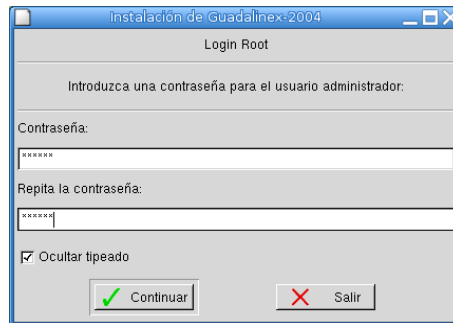 Instalación de Guadalinex-2004
Login Root
Introduzca una contraseña para el usuario administrador:
Contraseña:
******
Repita la contraseña:
******
Ocultar tipeado
Continuar
Salir